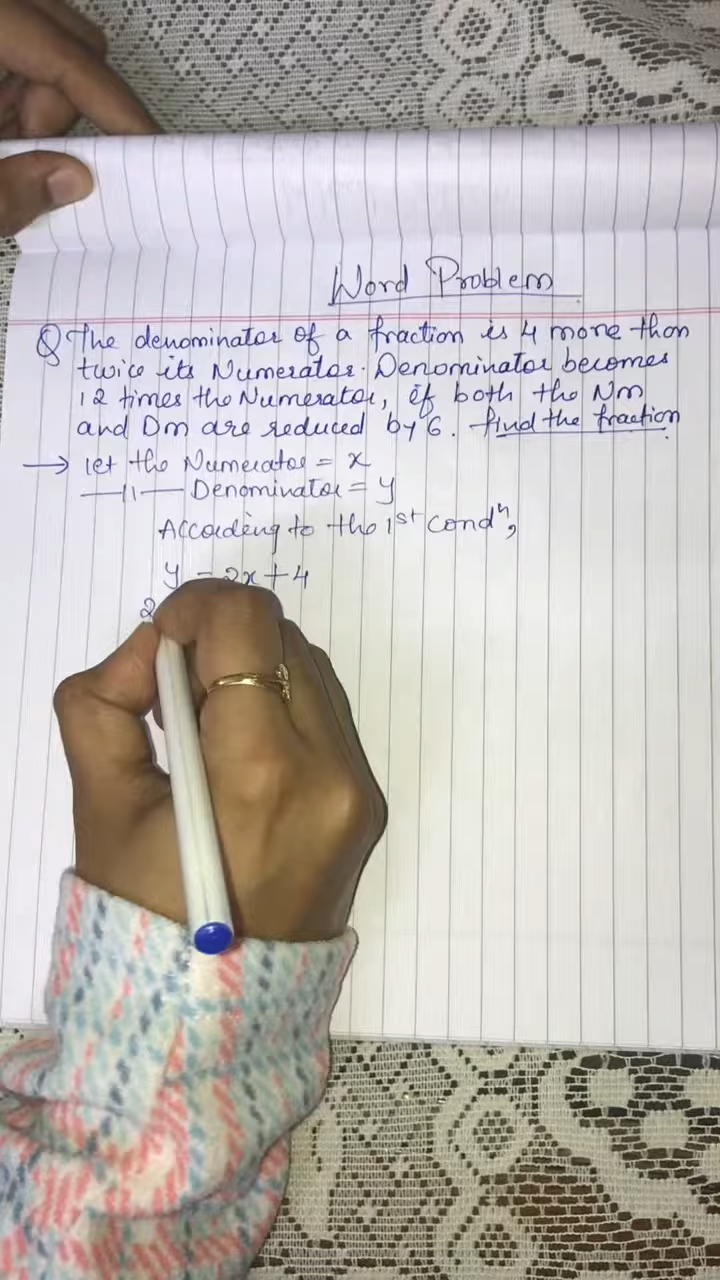 Word Problem
Q The denominator of a fraction is 4 more than
twice its Numerator. Denominator becomes
12 times the Numerator, if both the Nm
and Dm are reduced by 6. find the fraction
→ let the Numerator = x
—11— Denominator = y
According to the 1st condn,
y = 2x + 4
2